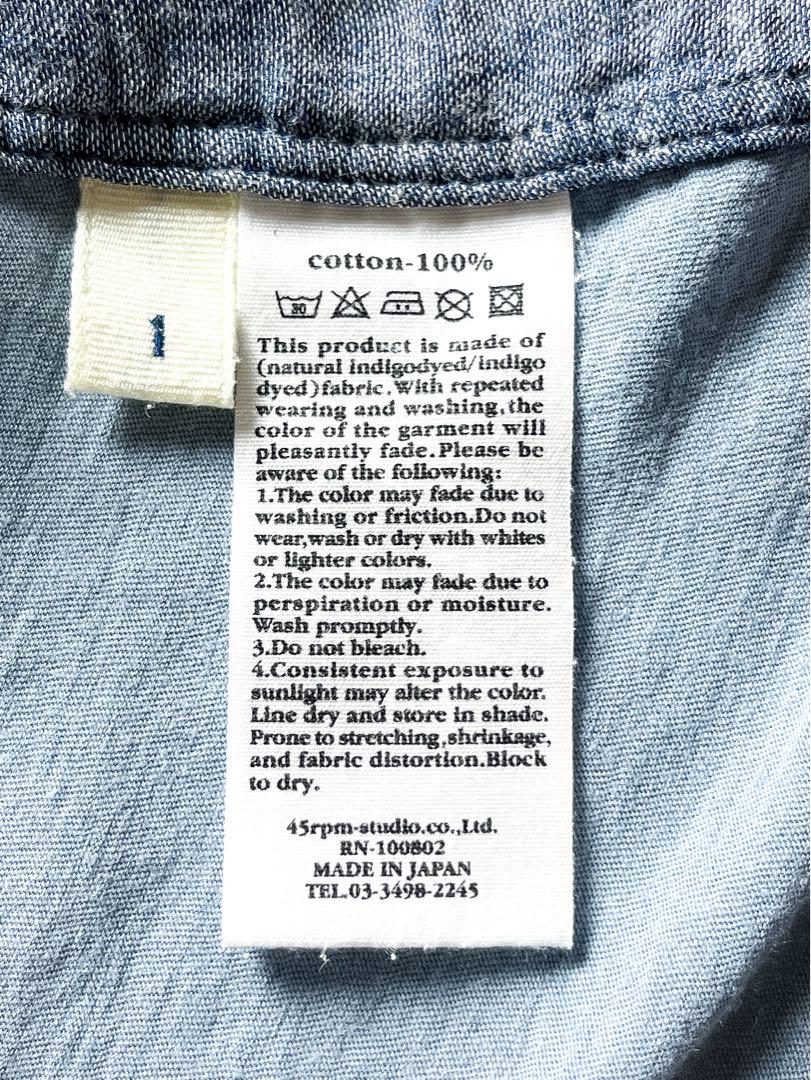 1
cotton-100%
30
This product is made of
(natural indigodyed/indigo
dyed)fabric.With repeated
wearing and washing,the
color of the garment will
pleasantly fade.Please be
aware of the following:
1.The color may fade due to
washing or friction.Do not
wear,wash or dry with whites
or lighter colors.
2.The color may fade due to
perspiration or moisture.
Wash promptly.
3.Do not bleach.
4.Consistent exposure to
sunlight may alter the color.
Line dry and store in shade.
Prone to stretching,shrinkage,
and fabric distortion.Block
to dry.
45rpm-studio.co.,Ltd.
RN-100802
MADE IN JAPAN
TEL.03-3498-2245